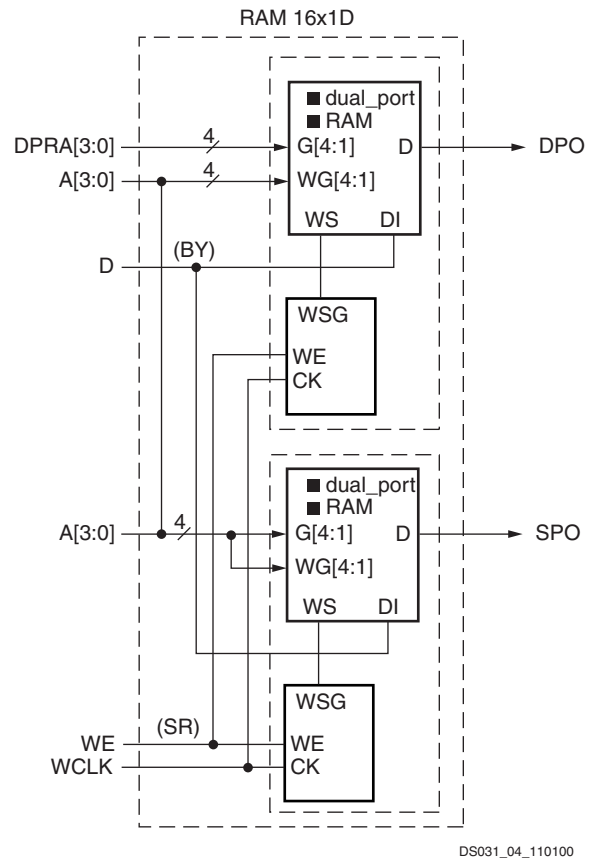 RAM 16x1D
dual_port
RAM
DPRA[3:0] 4 G[4:1] D DPO
A[3:0] 4 WG[4:1]
WS DI
D (BY)
WSG
WE
CK
dual_port
RAM
A[3:0] 4 G[4:1] D SPO
WG[4:1]
WS DI
WSG
WE (SR) WE
WCLK CK
DS031_04_110100